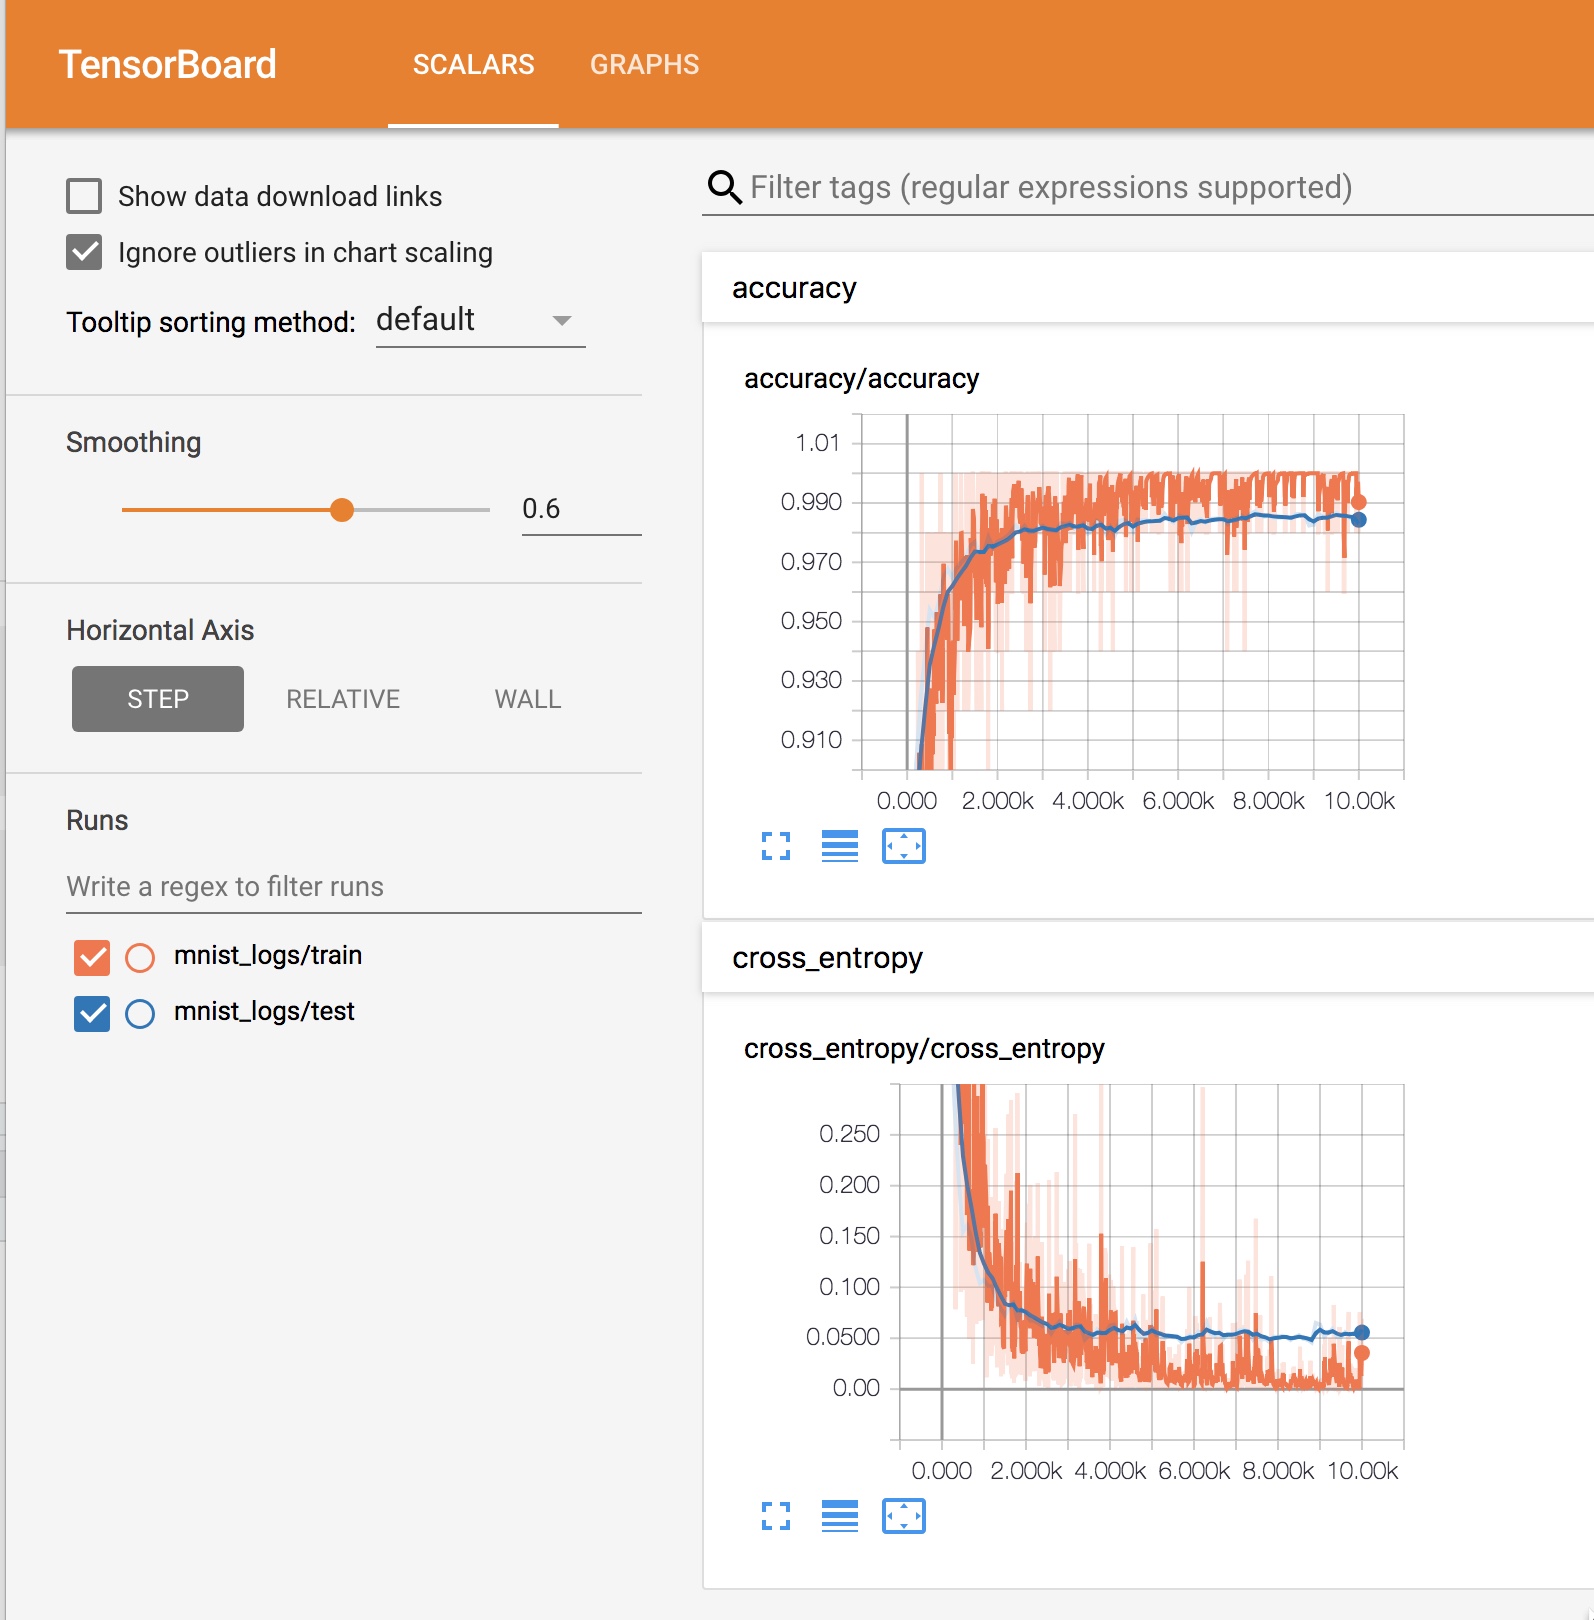 TensorBoard SCALARS GRAPHS
Show data download links
Ignore outliers in chart scaling
Tooltip sorting method: default
Smoothing
0.6
Horizontal Axis
STEP RELATIVE WALL
Runs
Write a regex to filter runs
mnist_logs/train
mnist_logs/test
Filter tags (regular expressions supported)
accuracy
accuracy/accuracy
1.01
0.990
0.970
0.950
0.930
0.910
0.000 2.000k 4.000k 6.000k 8.000k 10.00k
cross_entropy
cross_entropy/cross_entropy
0.250
0.200
0.150
0.100
0.0500
0.00
0.000 2.000k 4.000k 6.000k 8.000k 10.00k